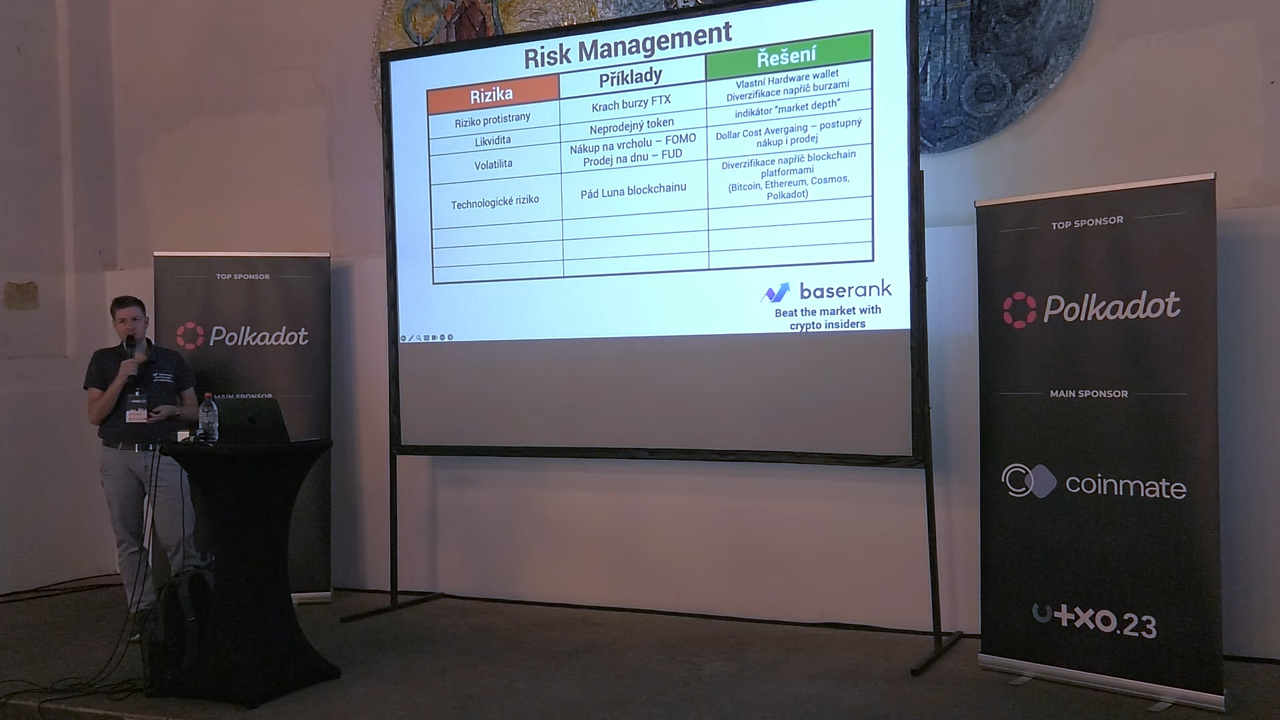 Risk Management
Rizika
Příklady
Řešení
Riziko protistrany
Krach burzy FTX
Vlastní Hardware wallet
Diverzifikace napříč burzami
Likvidita
Neprodejný token
indikátor "market depth"
Volatilita
Nákup na vrcholu – FOMO
Prodej na dnu – FUD
Dollar Cost Avergaing – postupný
nákup i prodej
Technologické riziko
Pád Luna blockchainu
Diverzifikace napříč blockchain
platformami
(Bitcoin, Ethereum, Cosmos,
Polkadot)
baserank
Beat the market with
crypto insiders
TOP SPONSOR
Polkadot
MAIN SPONSOR
TOP SPONSOR
Polkadot
MAIN SPONSOR
coinmate
utxo.23